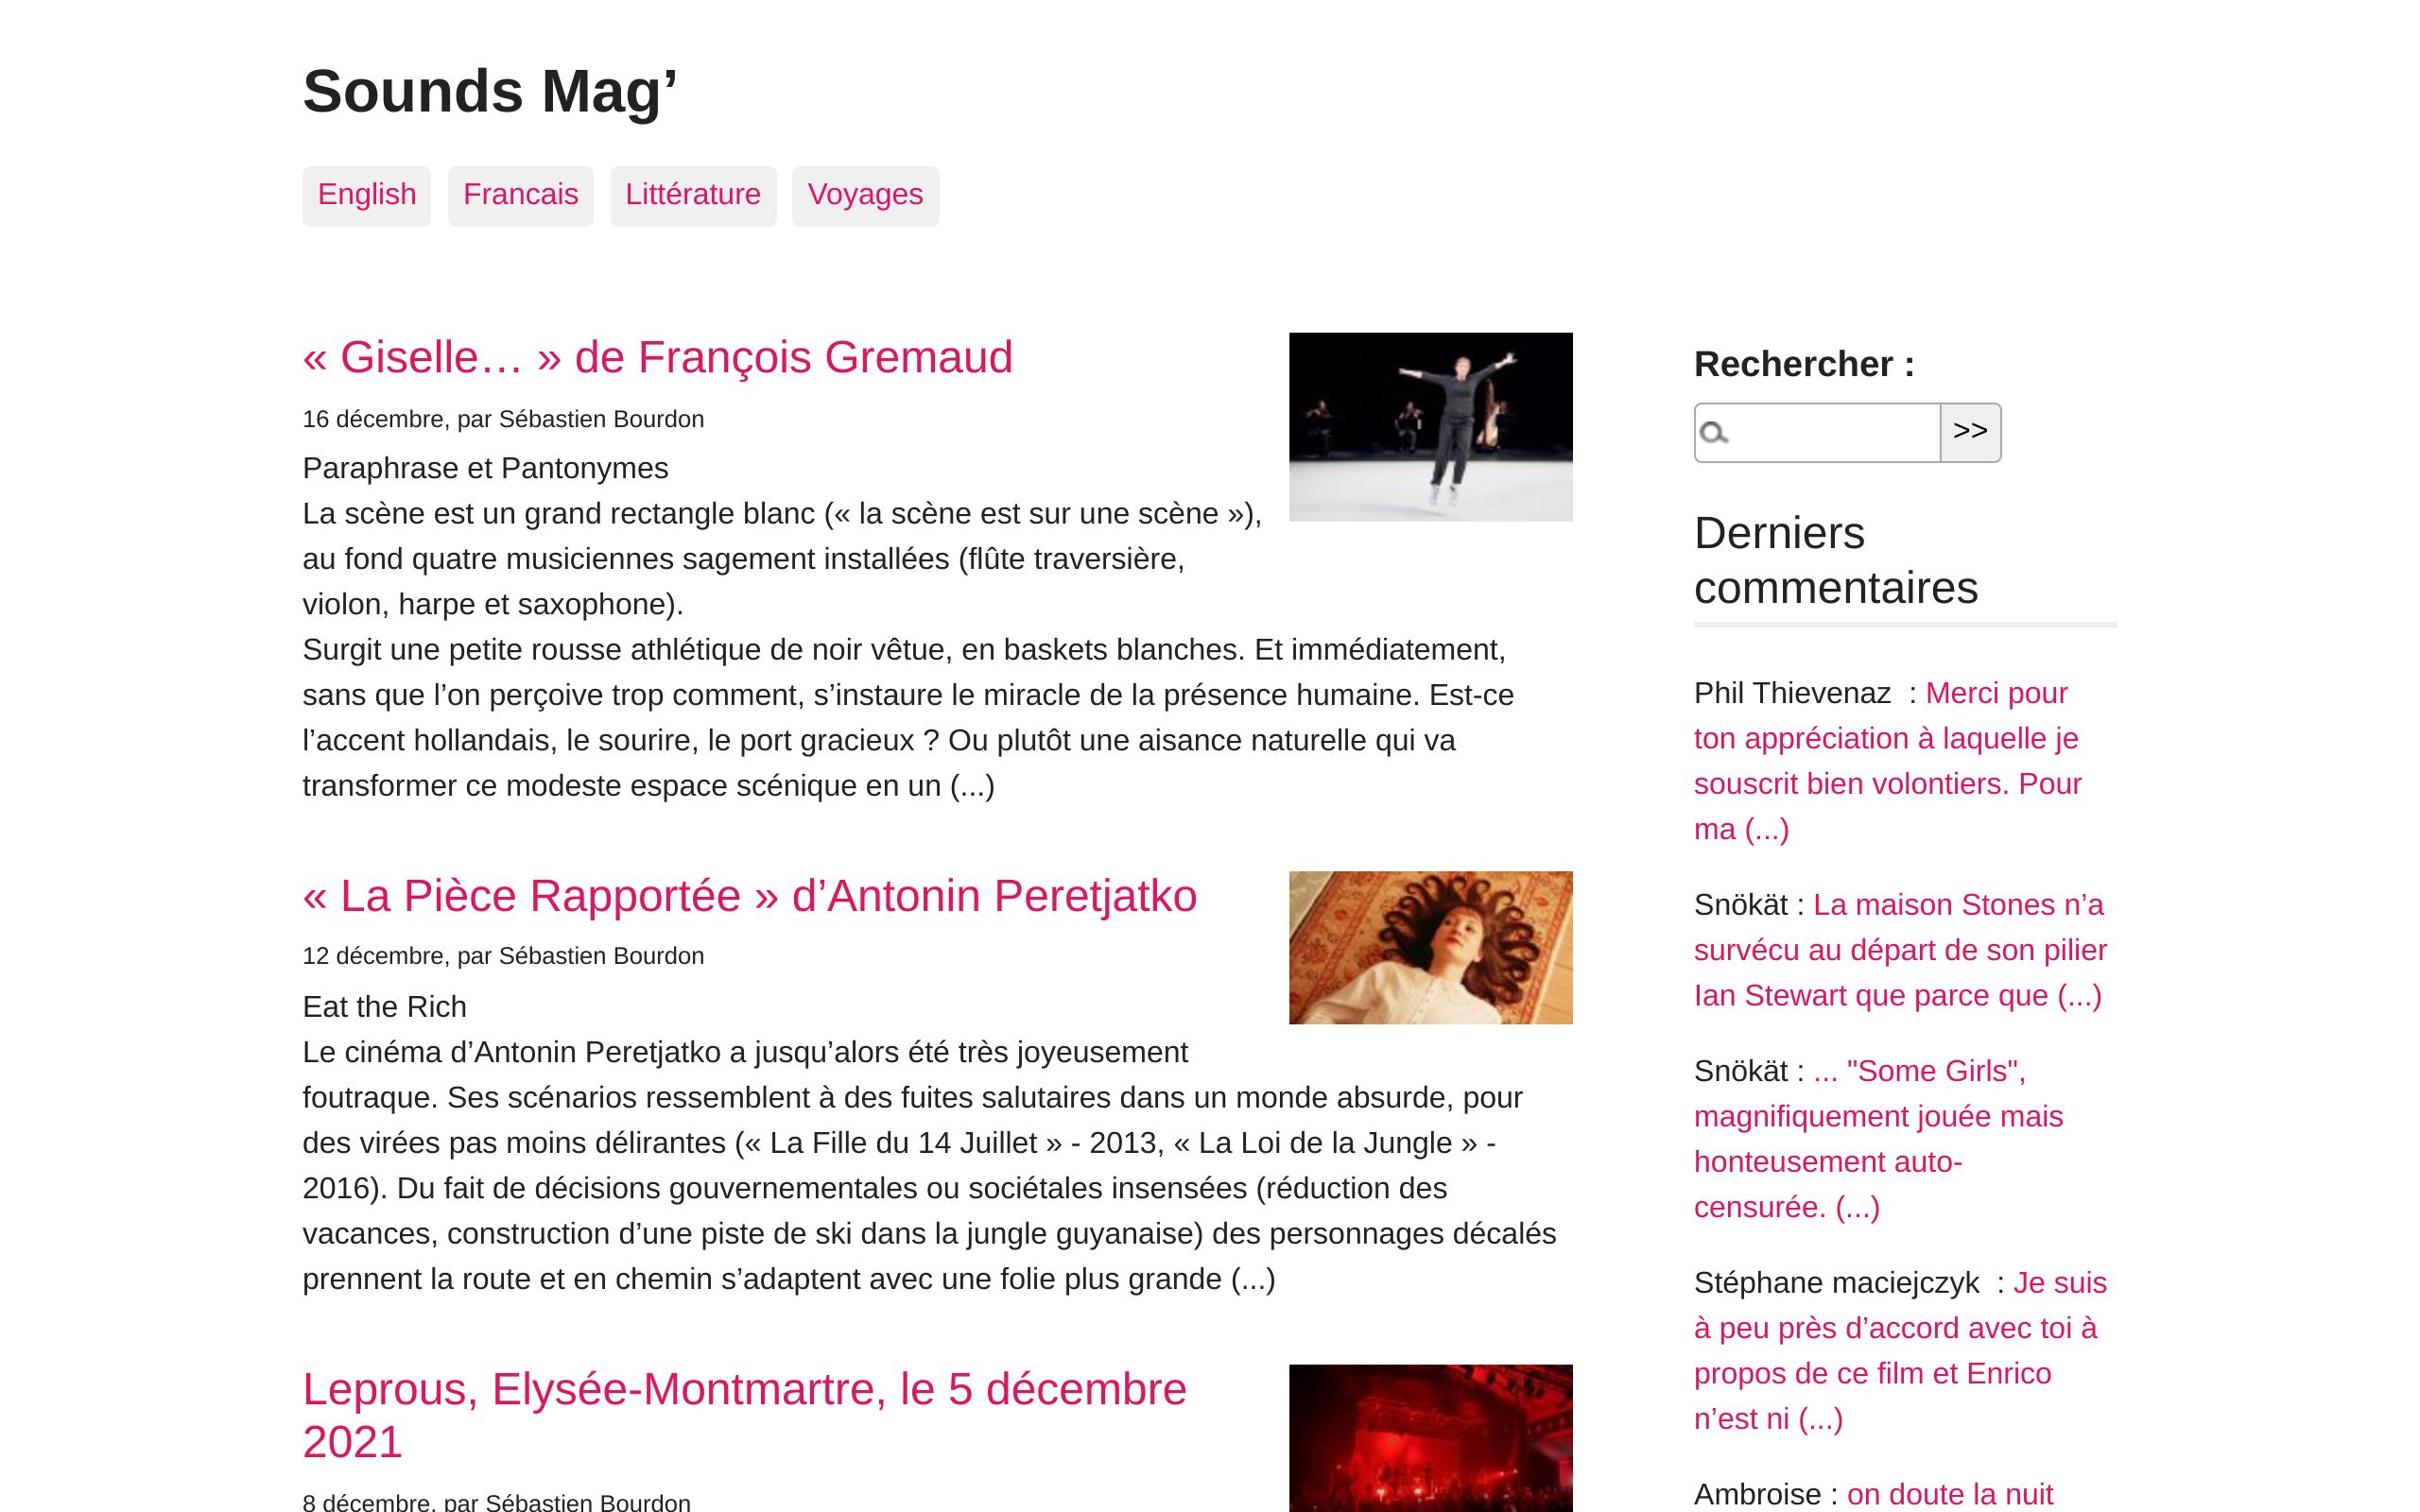 Sounds Mag’
English Francais Littérature Voyages
« Giselle… » de François Gremaud
16 décembre, par Sébastien Bourdon
Paraphrase et Pantonymes
La scène est un grand rectangle blanc (« la scène est sur une scène »),
au fond quatre musiciennes sagement installées (flûte traversière,
violon, harpe et saxophone).
Surgit une petite rousse athlétique de noir vêtue, en baskets blanches. Et immédiatement,
sans que l’on perçoive trop comment, s’instaure le miracle de la présence humaine. Est-ce
l’accent hollandais, le sourire, le port gracieux ? Ou plutôt une aisance naturelle qui va
transformer ce modeste espace scénique en un (...)
« La Pièce Rapportée » d’Antonin Peretjatko
12 décembre, par Sébastien Bourdon
Eat the Rich
Le cinéma d’Antonin Peretjatko a jusqu’alors été très joyeusement
foutraque. Ses scénarios ressemblent à des fuites salutaires dans un monde absurde, pour
des virées pas moins délirantes (« La Fille du 14 Juillet » - 2013, « La Loi de la Jungle » -
2016). Du fait de décisions gouvernementales ou sociétales insensées (réduction des
vacances, construction d’une piste de ski dans la jungle guyanaise) des personnages décalés
prennent la route et en chemin s’adaptent avec une folie plus grande (...)
Leprous, Elysée-Montmartre, le 5 décembre
2021
8 décembre, par Sébastien Bourdon
Rechercher :
>>
Derniers
commentaires
Phil Thievenaz  : Merci pour
ton appréciation à laquelle je
souscrit bien volontiers. Pour
ma (...)
Snökät : La maison Stones n’a
survécu au départ de son pilier
Ian Stewart que parce que (...)
Snökät : ... "Some Girls",
magnifiquement jouée mais
honteusement auto-
censurée. (...)
Stéphane maciejczyk  : Je suis
à peu près d’accord avec toi à
propos de ce film et Enrico
n’est ni (...)
Ambroise : on doute la nuit